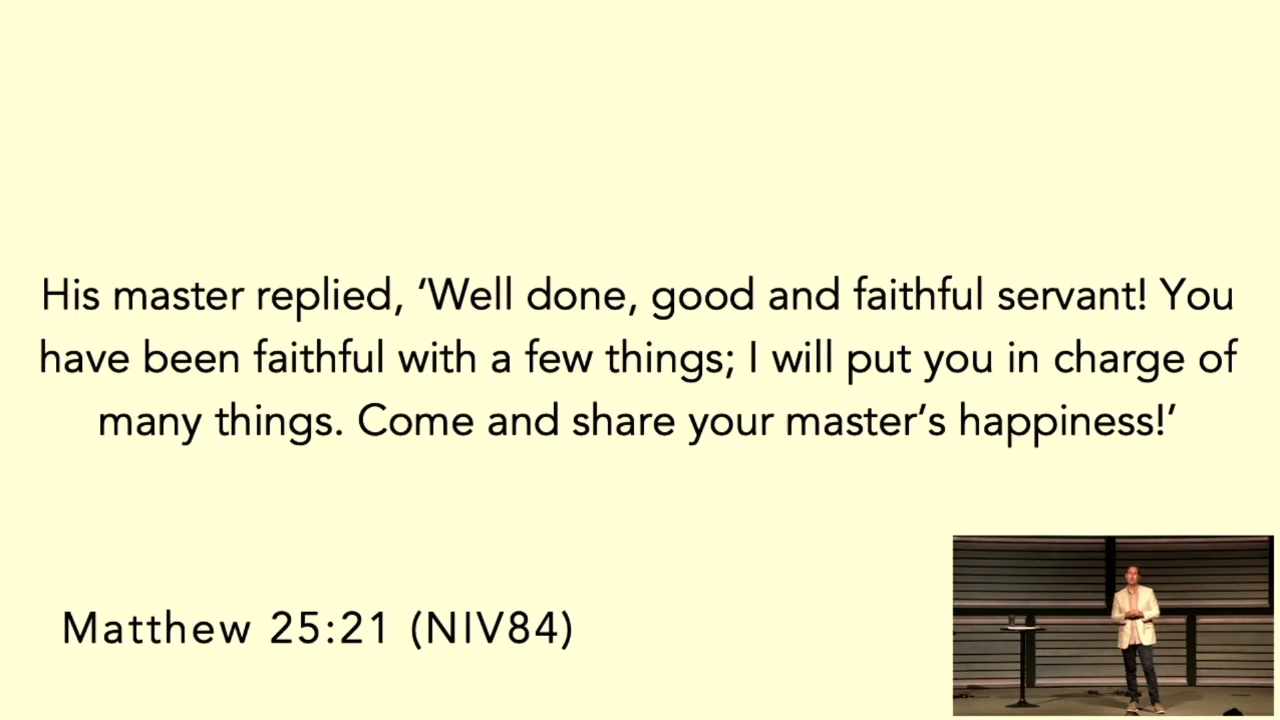 His master replied, ‘Well done, good and faithful servant! You
have been faithful with a few things; I will put you in charge of
many things. Come and share your master’s happiness!’
Matthew 25:21 (NIV84)